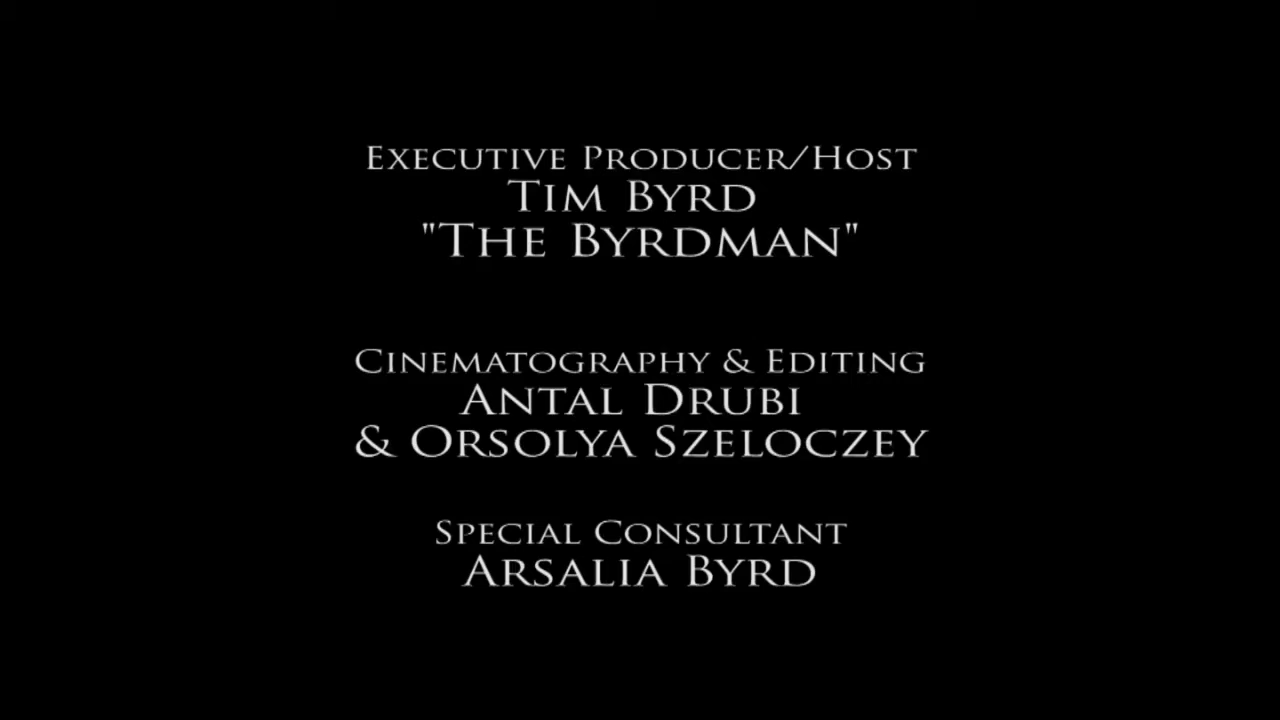 Executive Producer/Host
Tim Byrd
"The Byrdman"
Cinematography & Editing
Antal Drubi
& Orsolya Szeloczey
Special Consultant
Arsalia Byrd